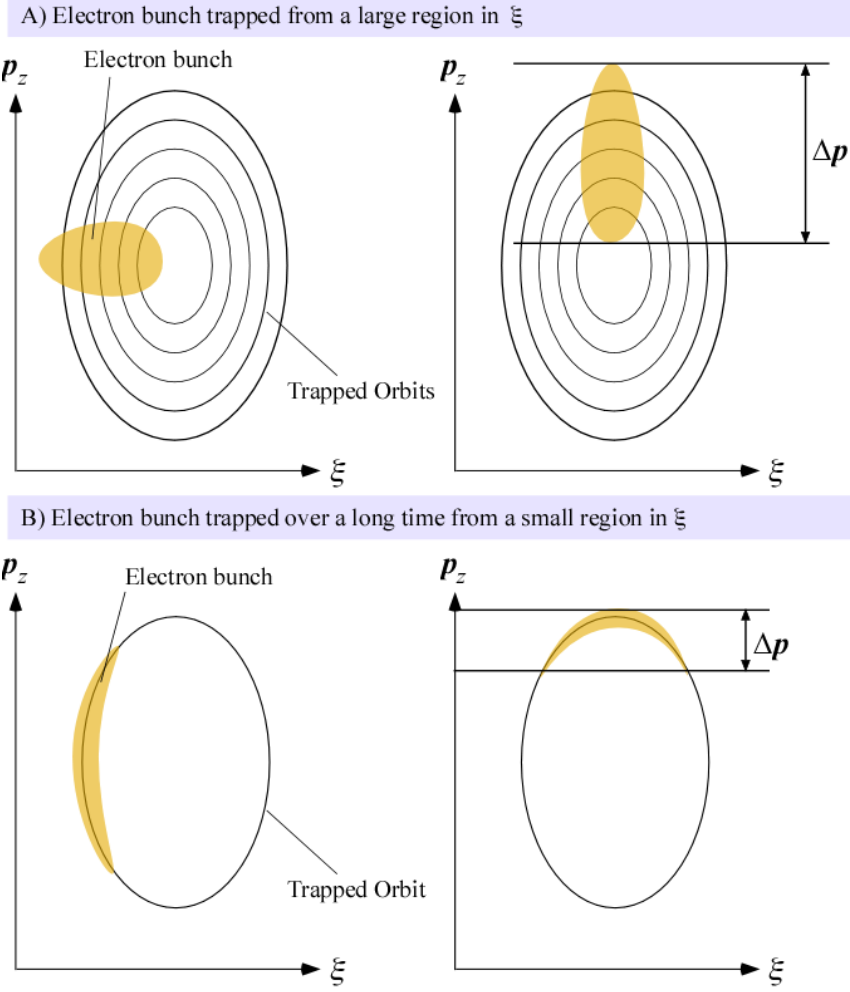 A) Electron bunch trapped from a large region in ξ
Electron bunch
p_z
p_z
Δp
Trapped Orbits
ξ
ξ
B) Electron bunch trapped over a long time from a small region in ξ
p_z
Electron bunch
p_z
Δp
Trapped Orbit
ξ
ξ